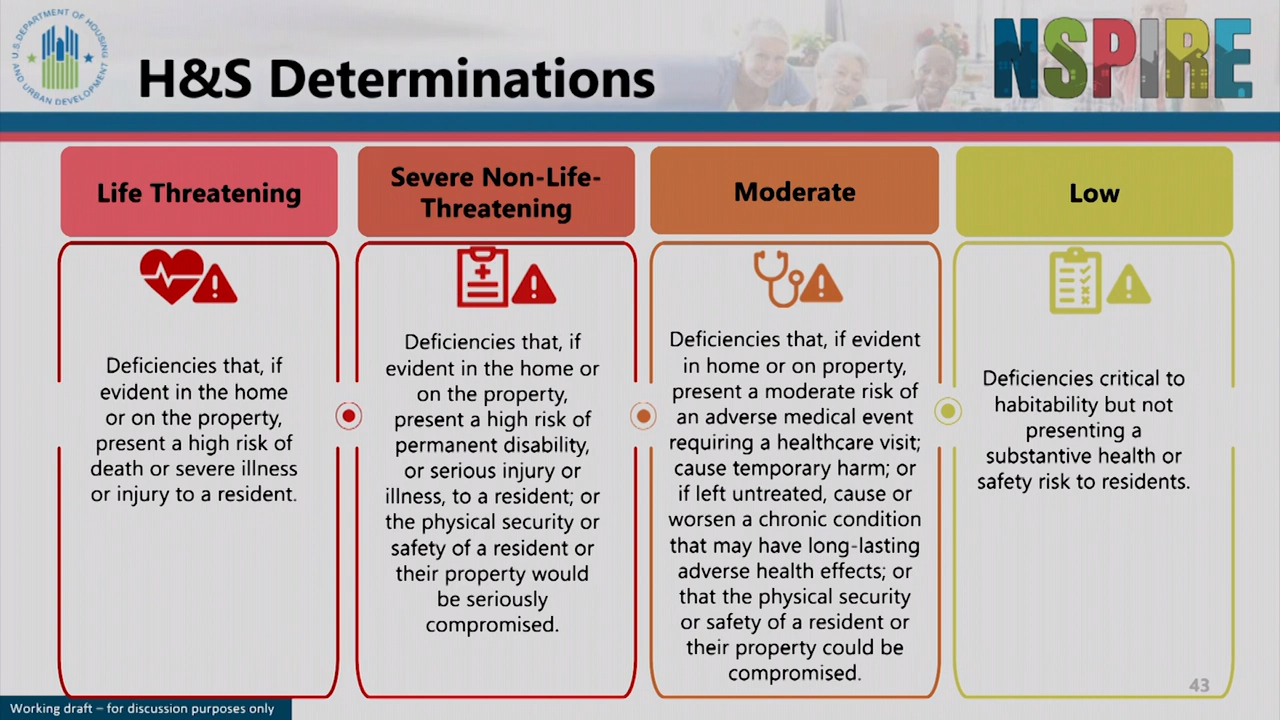 U.S. DEPARTMENT OF HOUSING
AND URBAN DEVELOPMENT
H&S Determinations
NSPIRE
Life Threatening
Deficiencies that, if
evident in the home
or on the property,
present a high risk of
death or severe illness
or injury to a resident.
Severe Non-Life-
Threatening
Deficiencies that, if
evident in the home or
on the property,
present a high risk of
permanent disability,
or serious injury or
illness, to a resident; or
the physical security or
safety of a resident or
their property would
be seriously
compromised.
Moderate
Deficiencies that, if evident
in home or on property,
present a moderate risk of
an adverse medical event
requiring a healthcare visit;
cause temporary harm; or
if left untreated, cause or
worsen a chronic condition
that may have long-lasting
adverse health effects; or
that the physical security
or safety of a resident or
their property could be
compromised.
Low
Deficiencies critical to
habitability but not
presenting a
substantive health or
safety risk to residents.
43
Working draft – for discussion purposes only